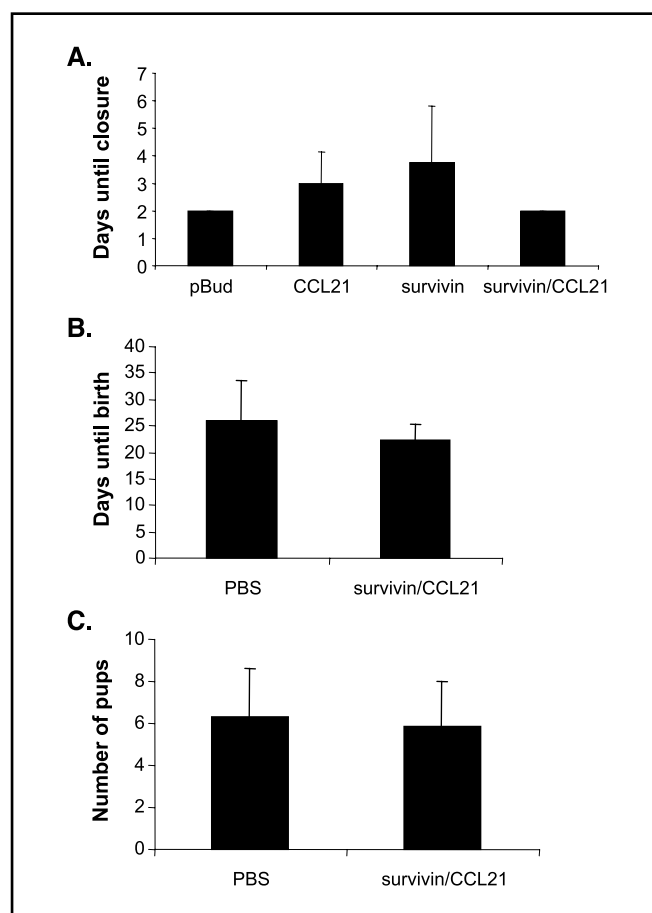 A.
Days until closure
7
6
5
4
3
2
1
0
pBud CCL21 survivin survivin/CCL21
B.
Days until birth
40
35
30
25
20
15
10
5
0
PBS survivin/CCL21
C.
Number of pups
10
8
6
4
2
0
PBS survivin/CCL21